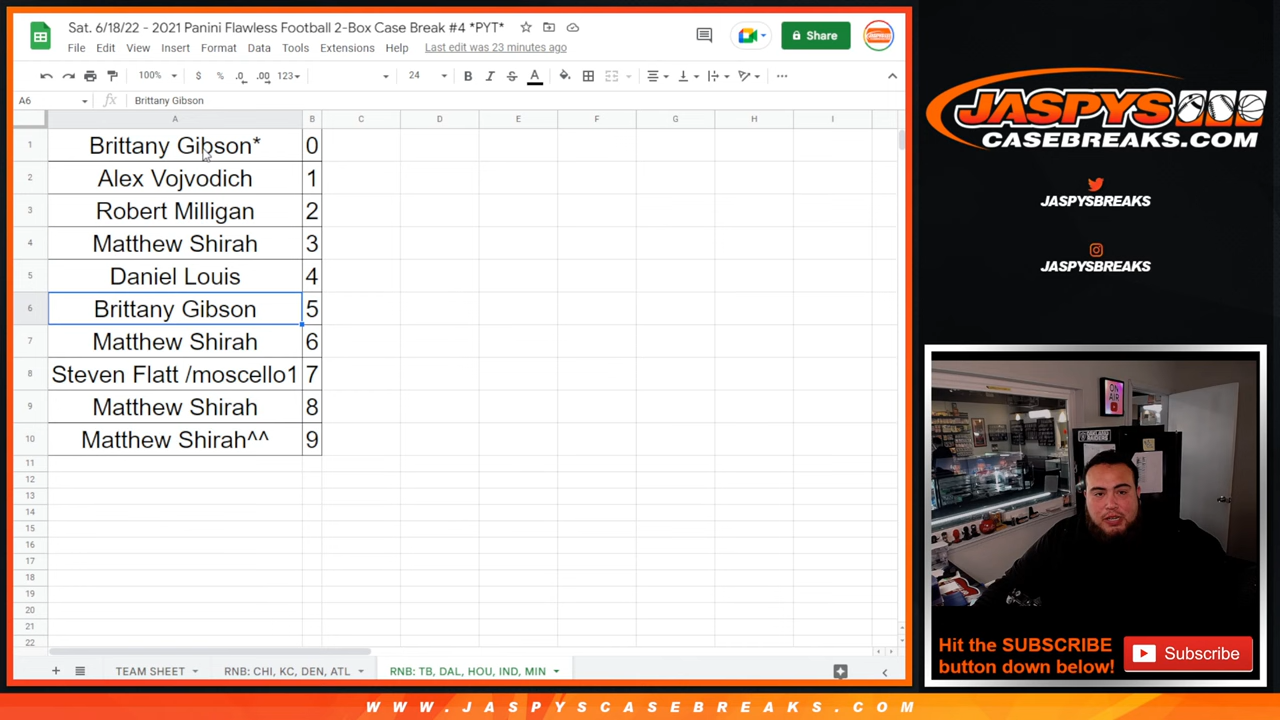 Sat. 6/18/22 - 2021 Panini Flawless Football 2-Box Case Break #4 *PYT*
File Edit View Insert Format Data Tools Extensions Help Last edit was 23 minutes ago
Share
100% $ % .0 .00 123 24 B I S A
A6 fx Brittany Gibson
A B C D E F G H I
1 Brittany Gibson* 0
2 Alex Vojvodich 1
3 Robert Milligan 2
4 Matthew Shirah 3
5 Daniel Louis 4
6 Brittany Gibson 5
7 Matthew Shirah 6
8 Steven Flatt /moscello1 7
9 Matthew Shirah 8
10 Matthew Shirah^^ 9
11
12
13
14
15
16
17
18
19
20
21
22
TEAM SHEET RNB: CHI, KC, DEN, ATL RNB: TB, DAL, HOU, IND, MIN
JASPYS
CASEBREAKS.COM
JASPYSBREAKS
JASPYSBREAKS
ON
AIR
Hit the SUBSCRIBE
button down below!
Subscribe
WWW.JASPYSCASEBREAKS.COM